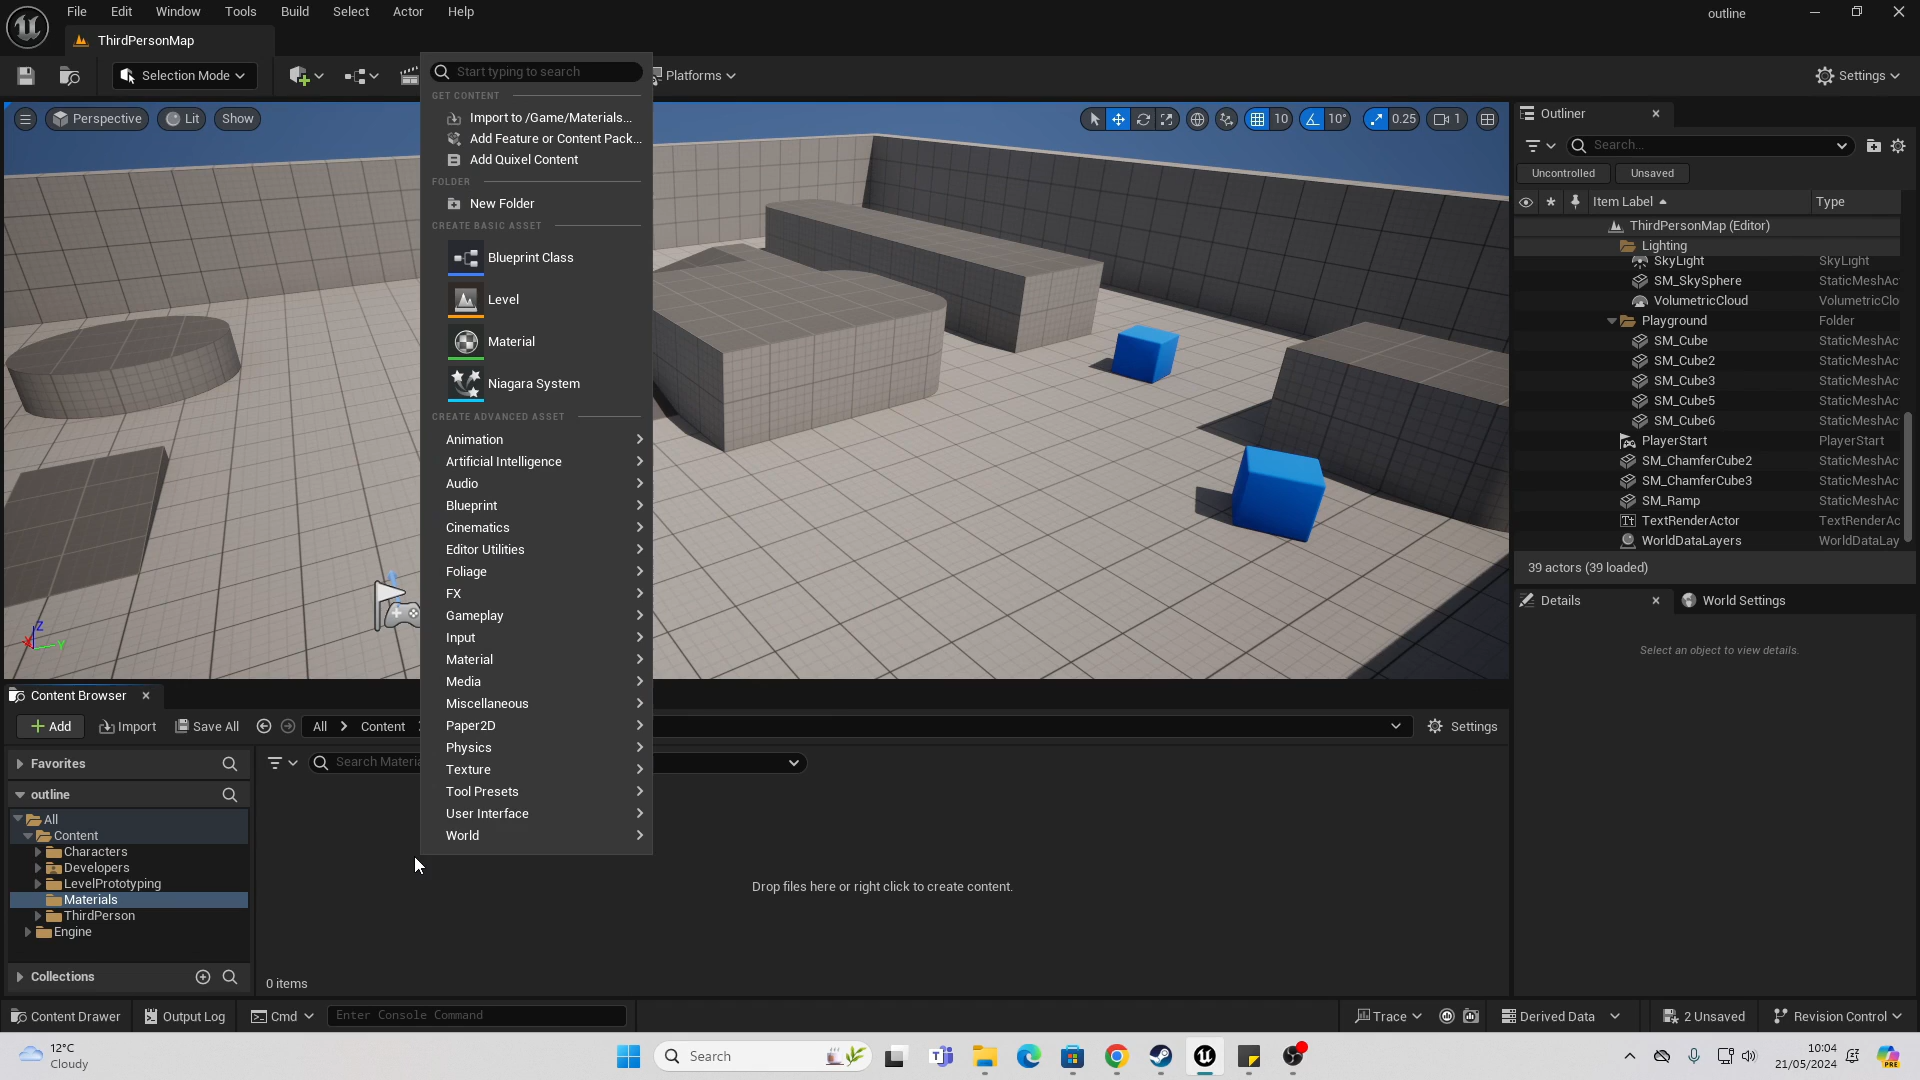 File Edit Window Tools Build Select Actor Help
outline
ThirdPersonMap
Selection Mode
Platforms
Settings
Start typing to search
GET CONTENT
Import to /Game/Materials...
Add Feature or Content Pack...
Add Quixel Content
FOLDER
New Folder
CREATE BASIC ASSET
Blueprint Class
Level
Material
Niagara System
CREATE ADVANCED ASSET
Animation
Artificial Intelligence
Audio
Blueprint
Cinematics
Editor Utilities
Foliage
FX
Gameplay
Input
Material
Media
Miscellaneous
Paper2D
Physics
Texture
Tool Presets
User Interface
World
Perspective Lit Show
10 10° 0.25 1
Z
X
Y
Outliner
Search...
Uncontrolled Unsaved
Item Label Type
ThirdPersonMap (Editor)
Lighting
SkyLight SkyLight
SM_SkySphere StaticMeshAc
VolumetricCloud VolumetricClo
Playground Folder
SM_Cube StaticMeshAc
SM_Cube2 StaticMeshAc
SM_Cube3 StaticMeshAc
SM_Cube5 StaticMeshAc
SM_Cube6 StaticMeshAc
PlayerStart PlayerStart
SM_ChamferCube2 StaticMeshAc
SM_ChamferCube3 StaticMeshAc
SM_Ramp StaticMeshAc
TextRenderActor TextRenderAc
WorldDataLayers WorldDataLay
39 actors (39 loaded)
Details World Settings
Select an object to view details.
Content Browser
Add Import Save All All Content
Settings
Favorites
outline
All
Content
Characters
Developers
LevelPrototyping
Materials
ThirdPerson
Engine
Collections
Search Materia
Drop files here or right click to create content.
0 items
Content Drawer Output Log Cmd Enter Console Command
Trace Derived Data 2 Unsaved Revision Control
12°C
Cloudy
Search
10:04
21/05/2024
PRE